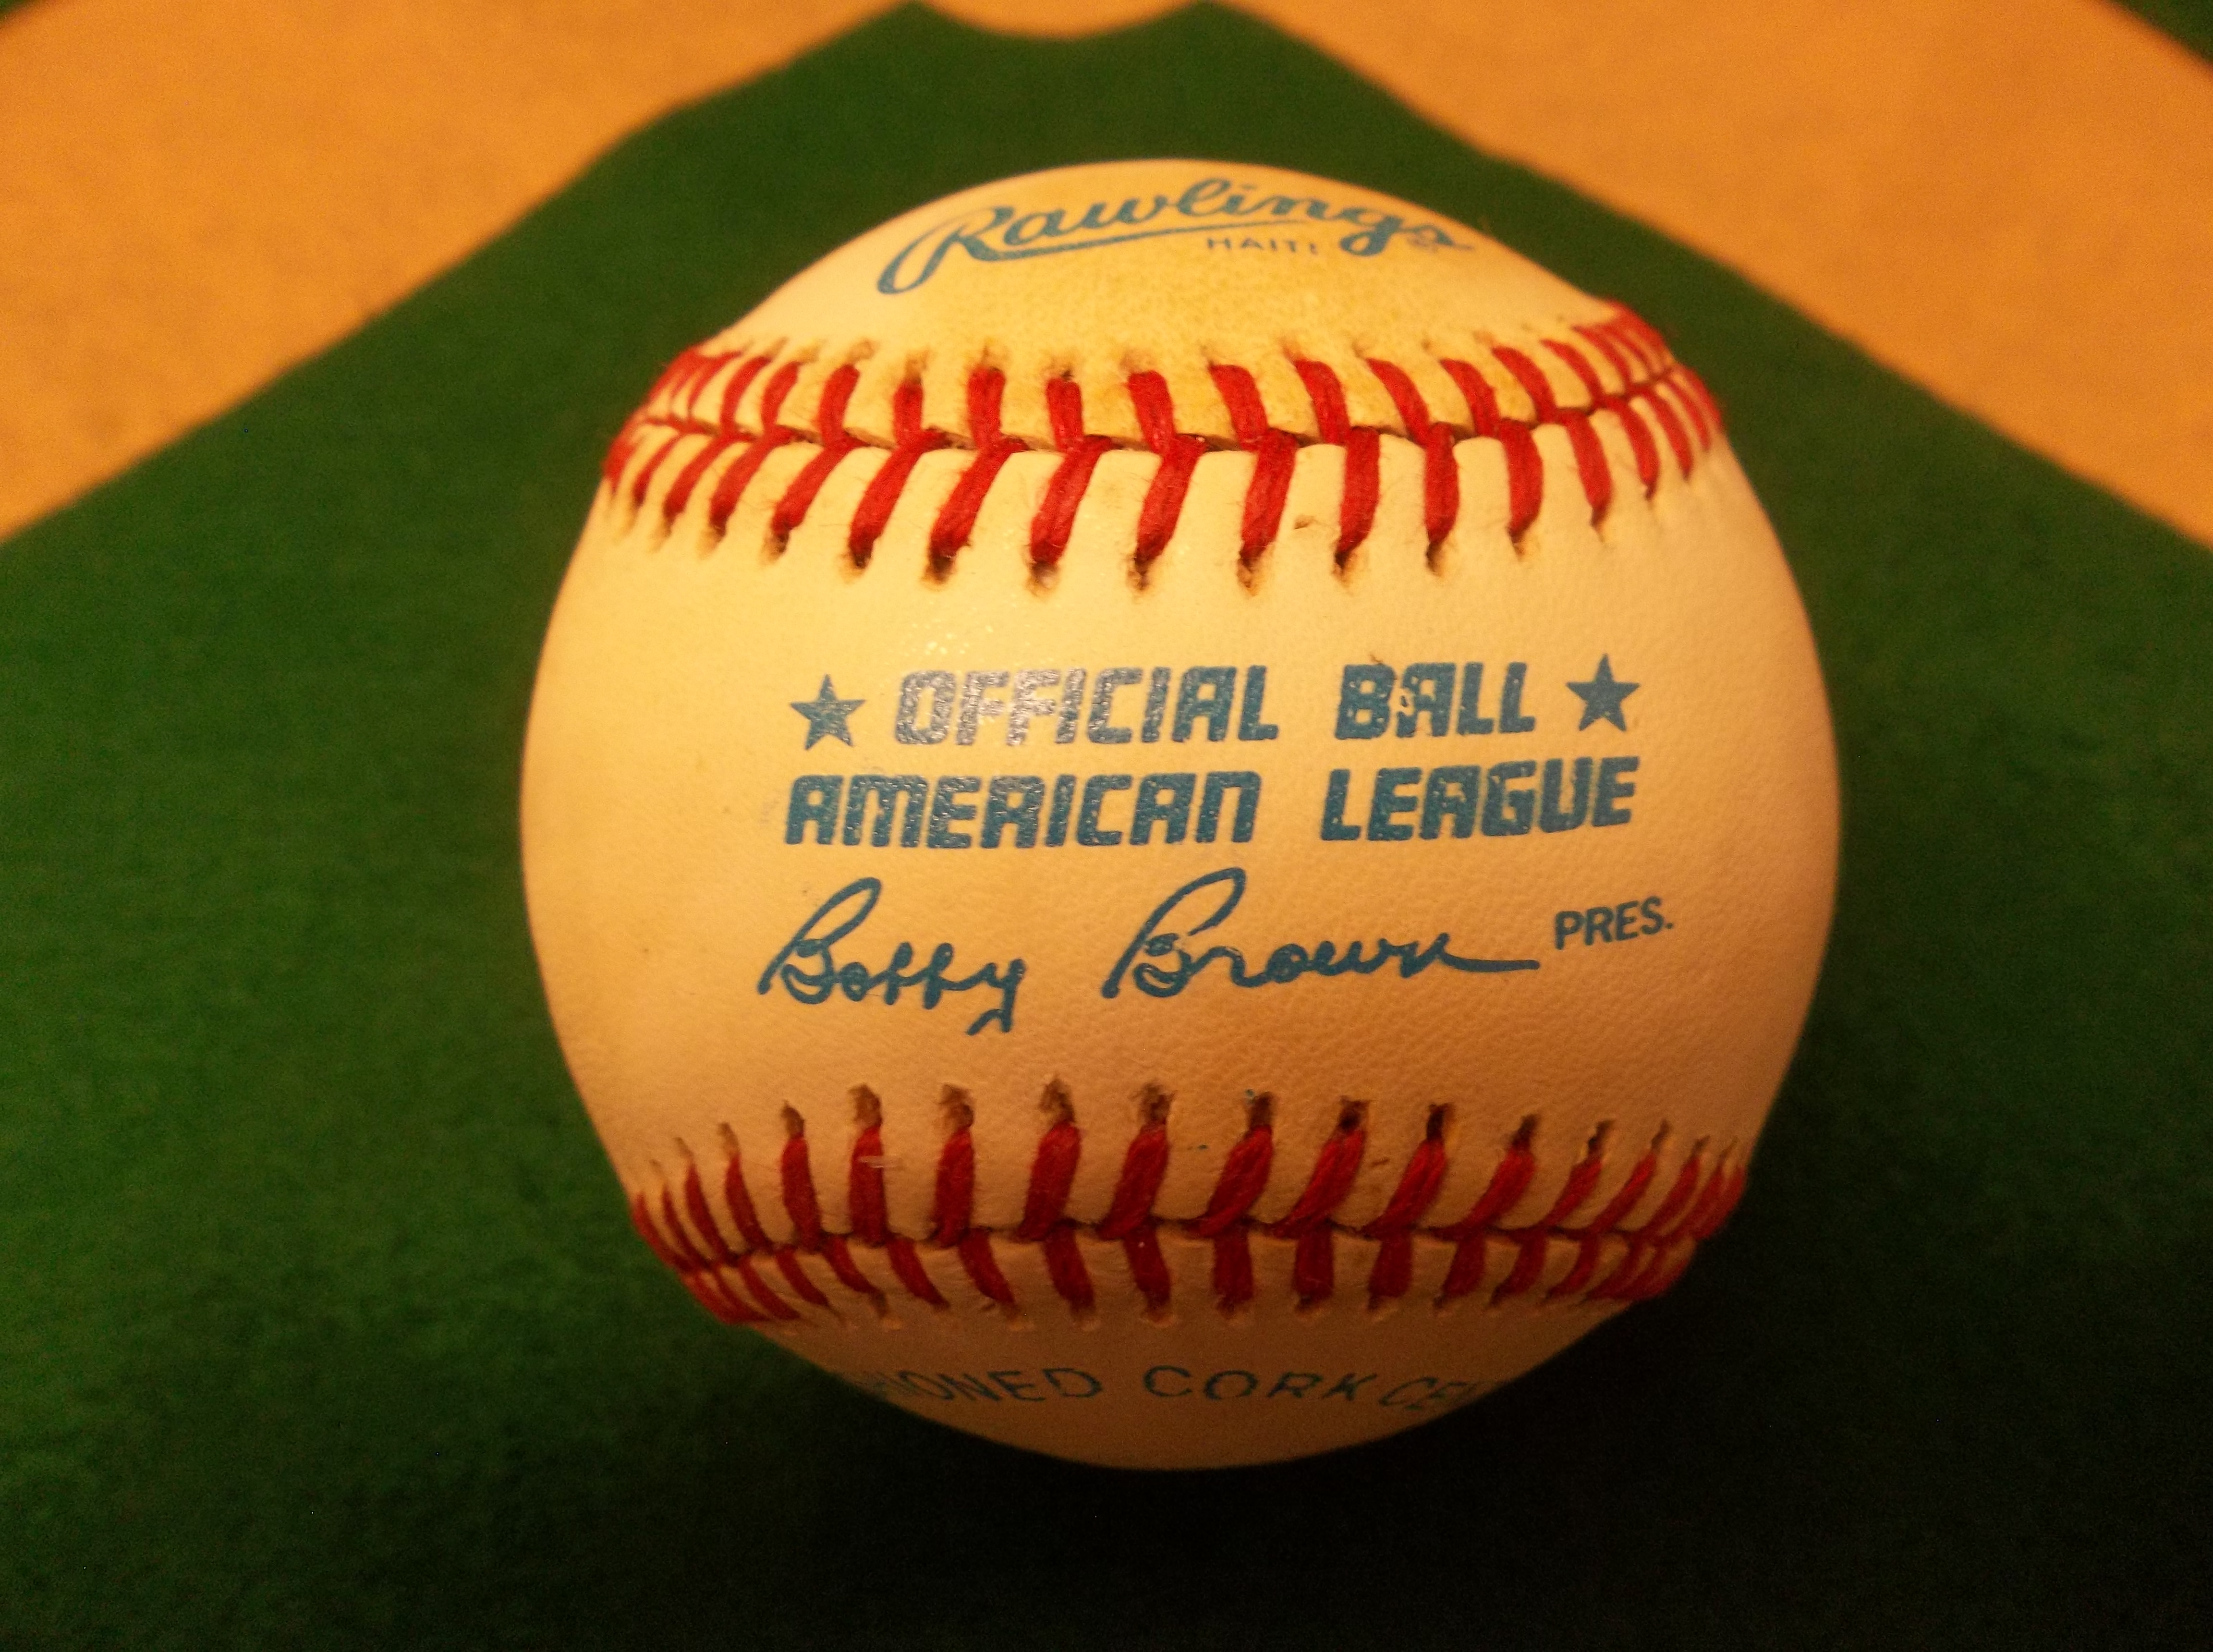 Rawlings®
HAITI
★ OFFICIAL BALL ★
AMERICAN LEAGUE
Bobby Brown PRES.
CORK